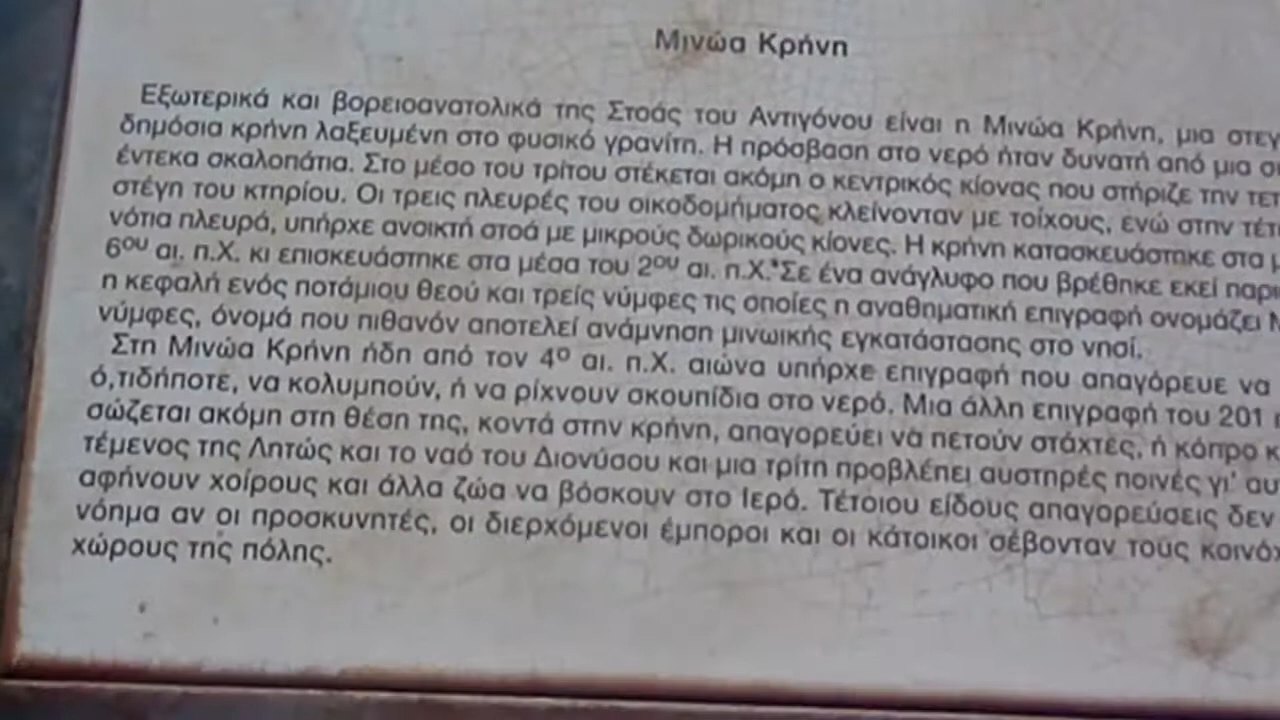 Μινώα Κρήνη
Εξωτερικά και βορειοανατολικά της Στοάς του Αντιγόνου είναι η Μινώα Κρήνη, μια στεγ
δημόσια κρήνη λαξευμένη στο φυσικό γρανίτη. Η πρόσβαση στο νερό ήταν δυνατή από μια
έντεκα σκαλοπάτια. Στο μέσο του τρίτου στέκεται ακόμη ο κεντρικός κίονας που στήριζε την τετ
στέγη του κτηρίου. Οι τρεις πλευρές του οικοδομήματος κλείνονταν με τοίχους, ενώ στην τέτ
νότια πλευρά, υπήρχε ανοικτή στοά με μικρούς δωρικούς κίονες. Η κρήνη κατασκευάστηκε στα μ
6ου αι. π.Χ. κι επισκευάστηκε στα μέσα του 2ου αι. π.Χ. Σε ένα ανάγλυφο που βρέθηκε εκεί παρι
η κεφαλή ενός ποτάμιου θεού και τρείς νύμφες τις οποίες η αναθηματική επιγραφή ονομάζει Μ
νύμφες, όνομά που πιθανόν αποτελεί ανάμνηση μινωικής εγκατάστασης στο νησί.
Στη Μινώα Κρήνη ήδη από τον 4ο αι. π.Χ. αιώνα υπήρχε επιγραφή που απαγόρευε να
ό,τιδήποτε, να κολυμπούν, ή να ρίχνουν σκουπίδια στο νερό. Μια άλλη επιγραφή του 201
σώζεται ακόμη στη θέση της, κοντά στην κρήνη, απαγορεύει να πετούν στάχτες, ή κόπρο κ
τέμενος της Λητώς και το ναό του Διονύσου και μια τρίτη προβλέπει αυστηρές ποινές γι' αυτ
αφήνουν χοίρους και άλλα ζώα να βόσκουν στο Ιερό. Τέτοιου είδους απαγορεύσεις δεν
νόημα αν οι προσκυνητές, οι διερχόμενοι έμποροι και οι κάτοικοι σέβονταν τους κοινόχ
χώρους της πόλης.